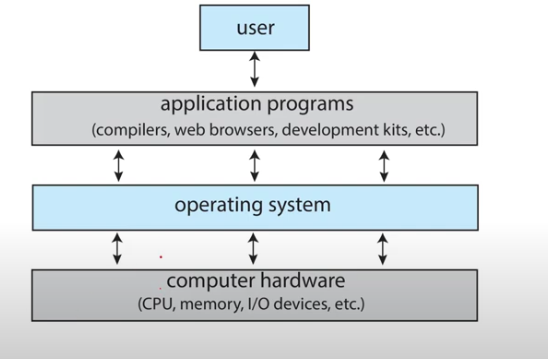 user
application programs
(compilers, web browsers, development kits, etc.)
operating system
computer hardware
(CPU, memory, I/O devices, etc.)